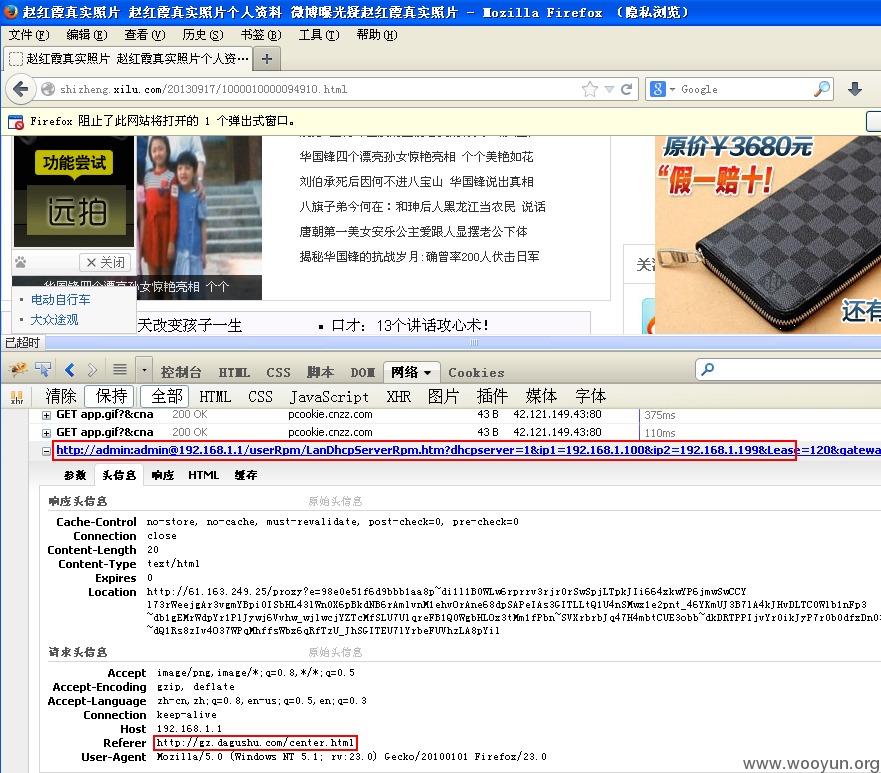 赵红霞真实照片 赵红霞真实照片个人资料 微博曝光疑赵红霞真实照片 - Mozilla Firefox （隐私浏览）
文件(F) 编辑(E) 查看(V) 历史(S) 书签(B) 工具(T) 帮助(H)
赵红霞真实照片 赵红霞真实照片个人资… +
shizheng.xilu.com/20130917/1000010000094910.html
Google
Firefox 阻止了此网站将打开的 1 个弹出式窗口。
功能尝试
远拍
华国锋四个漂亮孙女惊艳亮相 个个美艳如花
原价￥3680元
刘伯承死后因何不进八宝山 华国锋说出真相
“假一赔十！
八旗子弟今何在：和珅后人黑龙江当农民 说话
唐朝第一美女安乐公主爱跟人显摆老公下体
揭秘华国锋的抗战岁月:确曾率200人伏击日军
× 关闭
华国锋四个漂亮孙女惊艳亮相 个个
电动自行车
大众途观
天改变孩子一生
口才：13个讲话攻心术！
还有
已超时
控制台 HTML CSS 脚本 DOM 网络 Cookies
清除 保持 全部 HTML CSS JavaScript XHR 图片 插件 媒体 字体
GET app.gif?&cna 200 OK pcookie.cnzz.com 43 B 42.121.149.43:80 375ms
GET app.gif?&cna 200 OK pcookie.cnzz.com 43 B 42.121.149.43:80 110ms
http://admin:admin@192.168.1.1/userRpm/LanDhcpServerRpm.htm?dhcpserver=1&ip1=192.168.1.100&ip2=192.168.1.199&Lease=120&gatewa
参数 头信息 响应 HTML 缓存
响应头信息 原始头信息
Cache-Control no-store, no-cache, must-revalidate, post-check=0, pre-check=0
Connection close
Content-Length 20
Content-Type text/html
Expires 0
Location http://61.163.249.25/proxy?e=98e0e51f6d9bbb1aa8p~di1l1B0WLw6rprrv3rjr0rSwSpjLTpkJIi664xkwYP6jmwSwCCY
请求头信息 原始头信息
Accept image/png,image/*;q=0.8,*/*;q=0.5
Accept-Encoding gzip, deflate
Accept-Language zh-cn,zh;q=0.8,en-us;q=0.5,en;q=0.3
Connection keep-alive
Host 192.168.1.1
Referer http://gz.dagushu.com/center.html
User-Agent Mozilla/5.0 (Windows NT 5.1; rv:23.0) Gecko/20100101 Firefox/23.0
www.wooyun.org